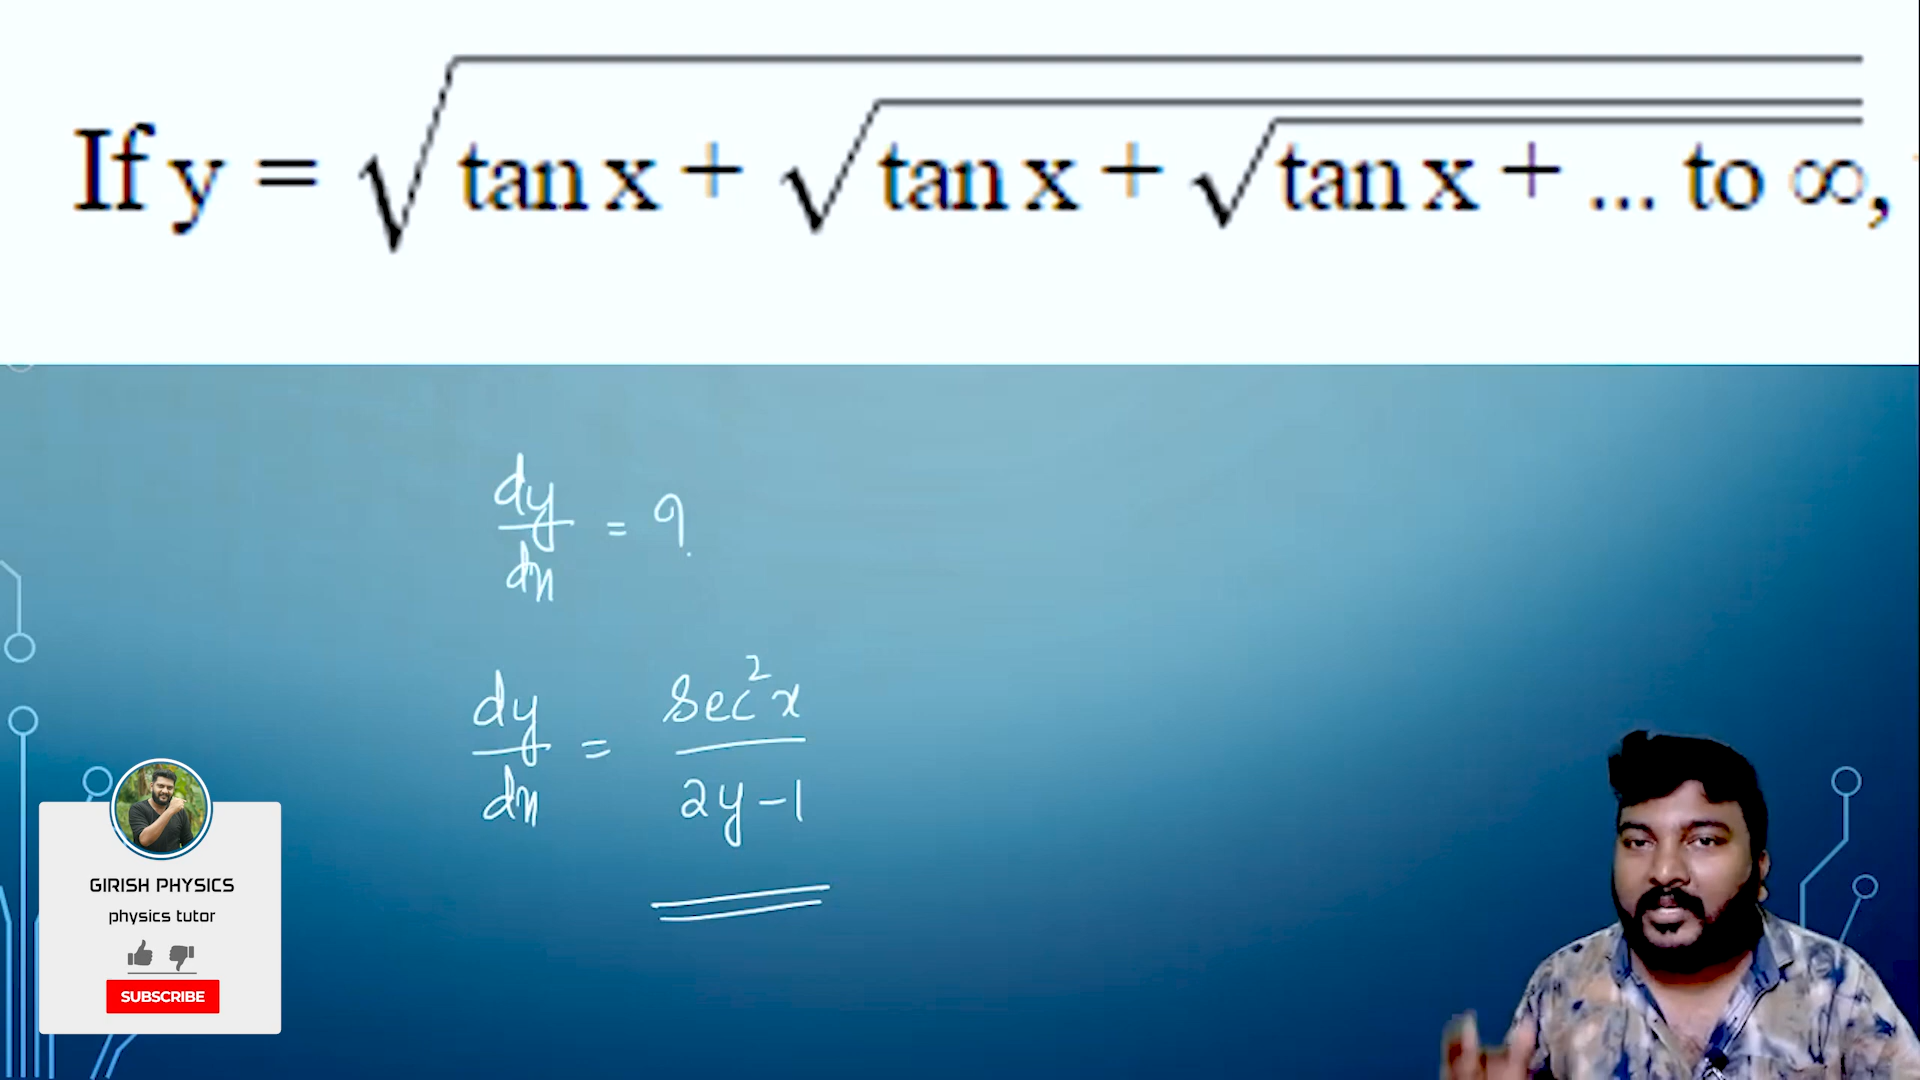 If y = √(tan x + √(tan x + √(tan x + ... to ∞,
dy/dx = ?
dy/dx = sec²x / 2y-1
GIRISH PHYSICS
physics tutor
SUBSCRIBE